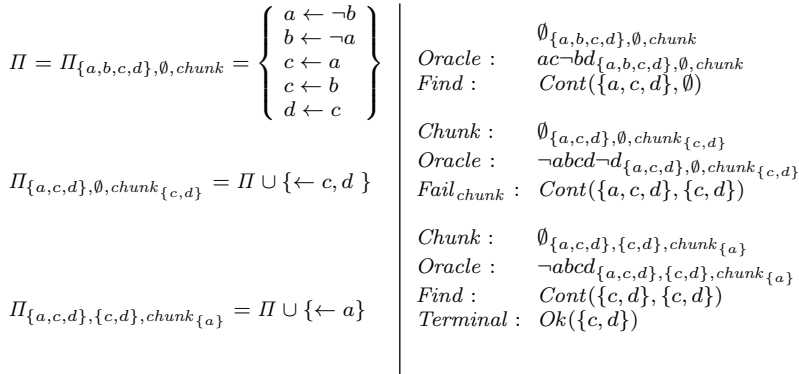 Π = Π_{{a,b,c,d},∅,chunk} = { a ← ¬b
b ← ¬a
c ← a
c ← b
d ← c }
∅_{{a,b,c,d},∅,chunk}
Oracle : ac¬bd_{{a,b,c,d},∅,chunk}
Find : Cont({a, c, d}, ∅)
Π_{{a,c,d},∅,chunk_{{c,d}}} = Π ∪ {← c, d }
Chunk : ∅_{{a,c,d},∅,chunk_{{c,d}}}
Oracle : ¬abcd¬d_{{a,c,d},∅,chunk_{{c,d}}}
Fail_{chunk} : Cont({a, c, d}, {c, d})
Π_{{a,c,d},{c,d},chunk_{{a}}} = Π ∪ {← a}
Chunk : ∅_{{a,c,d},{c,d},chunk_{{a}}}
Oracle : ¬abcd_{{a,c,d},{c,d},chunk_{{a}}}
Find : Cont({c, d}, {c, d})
Terminal : Ok({c, d})